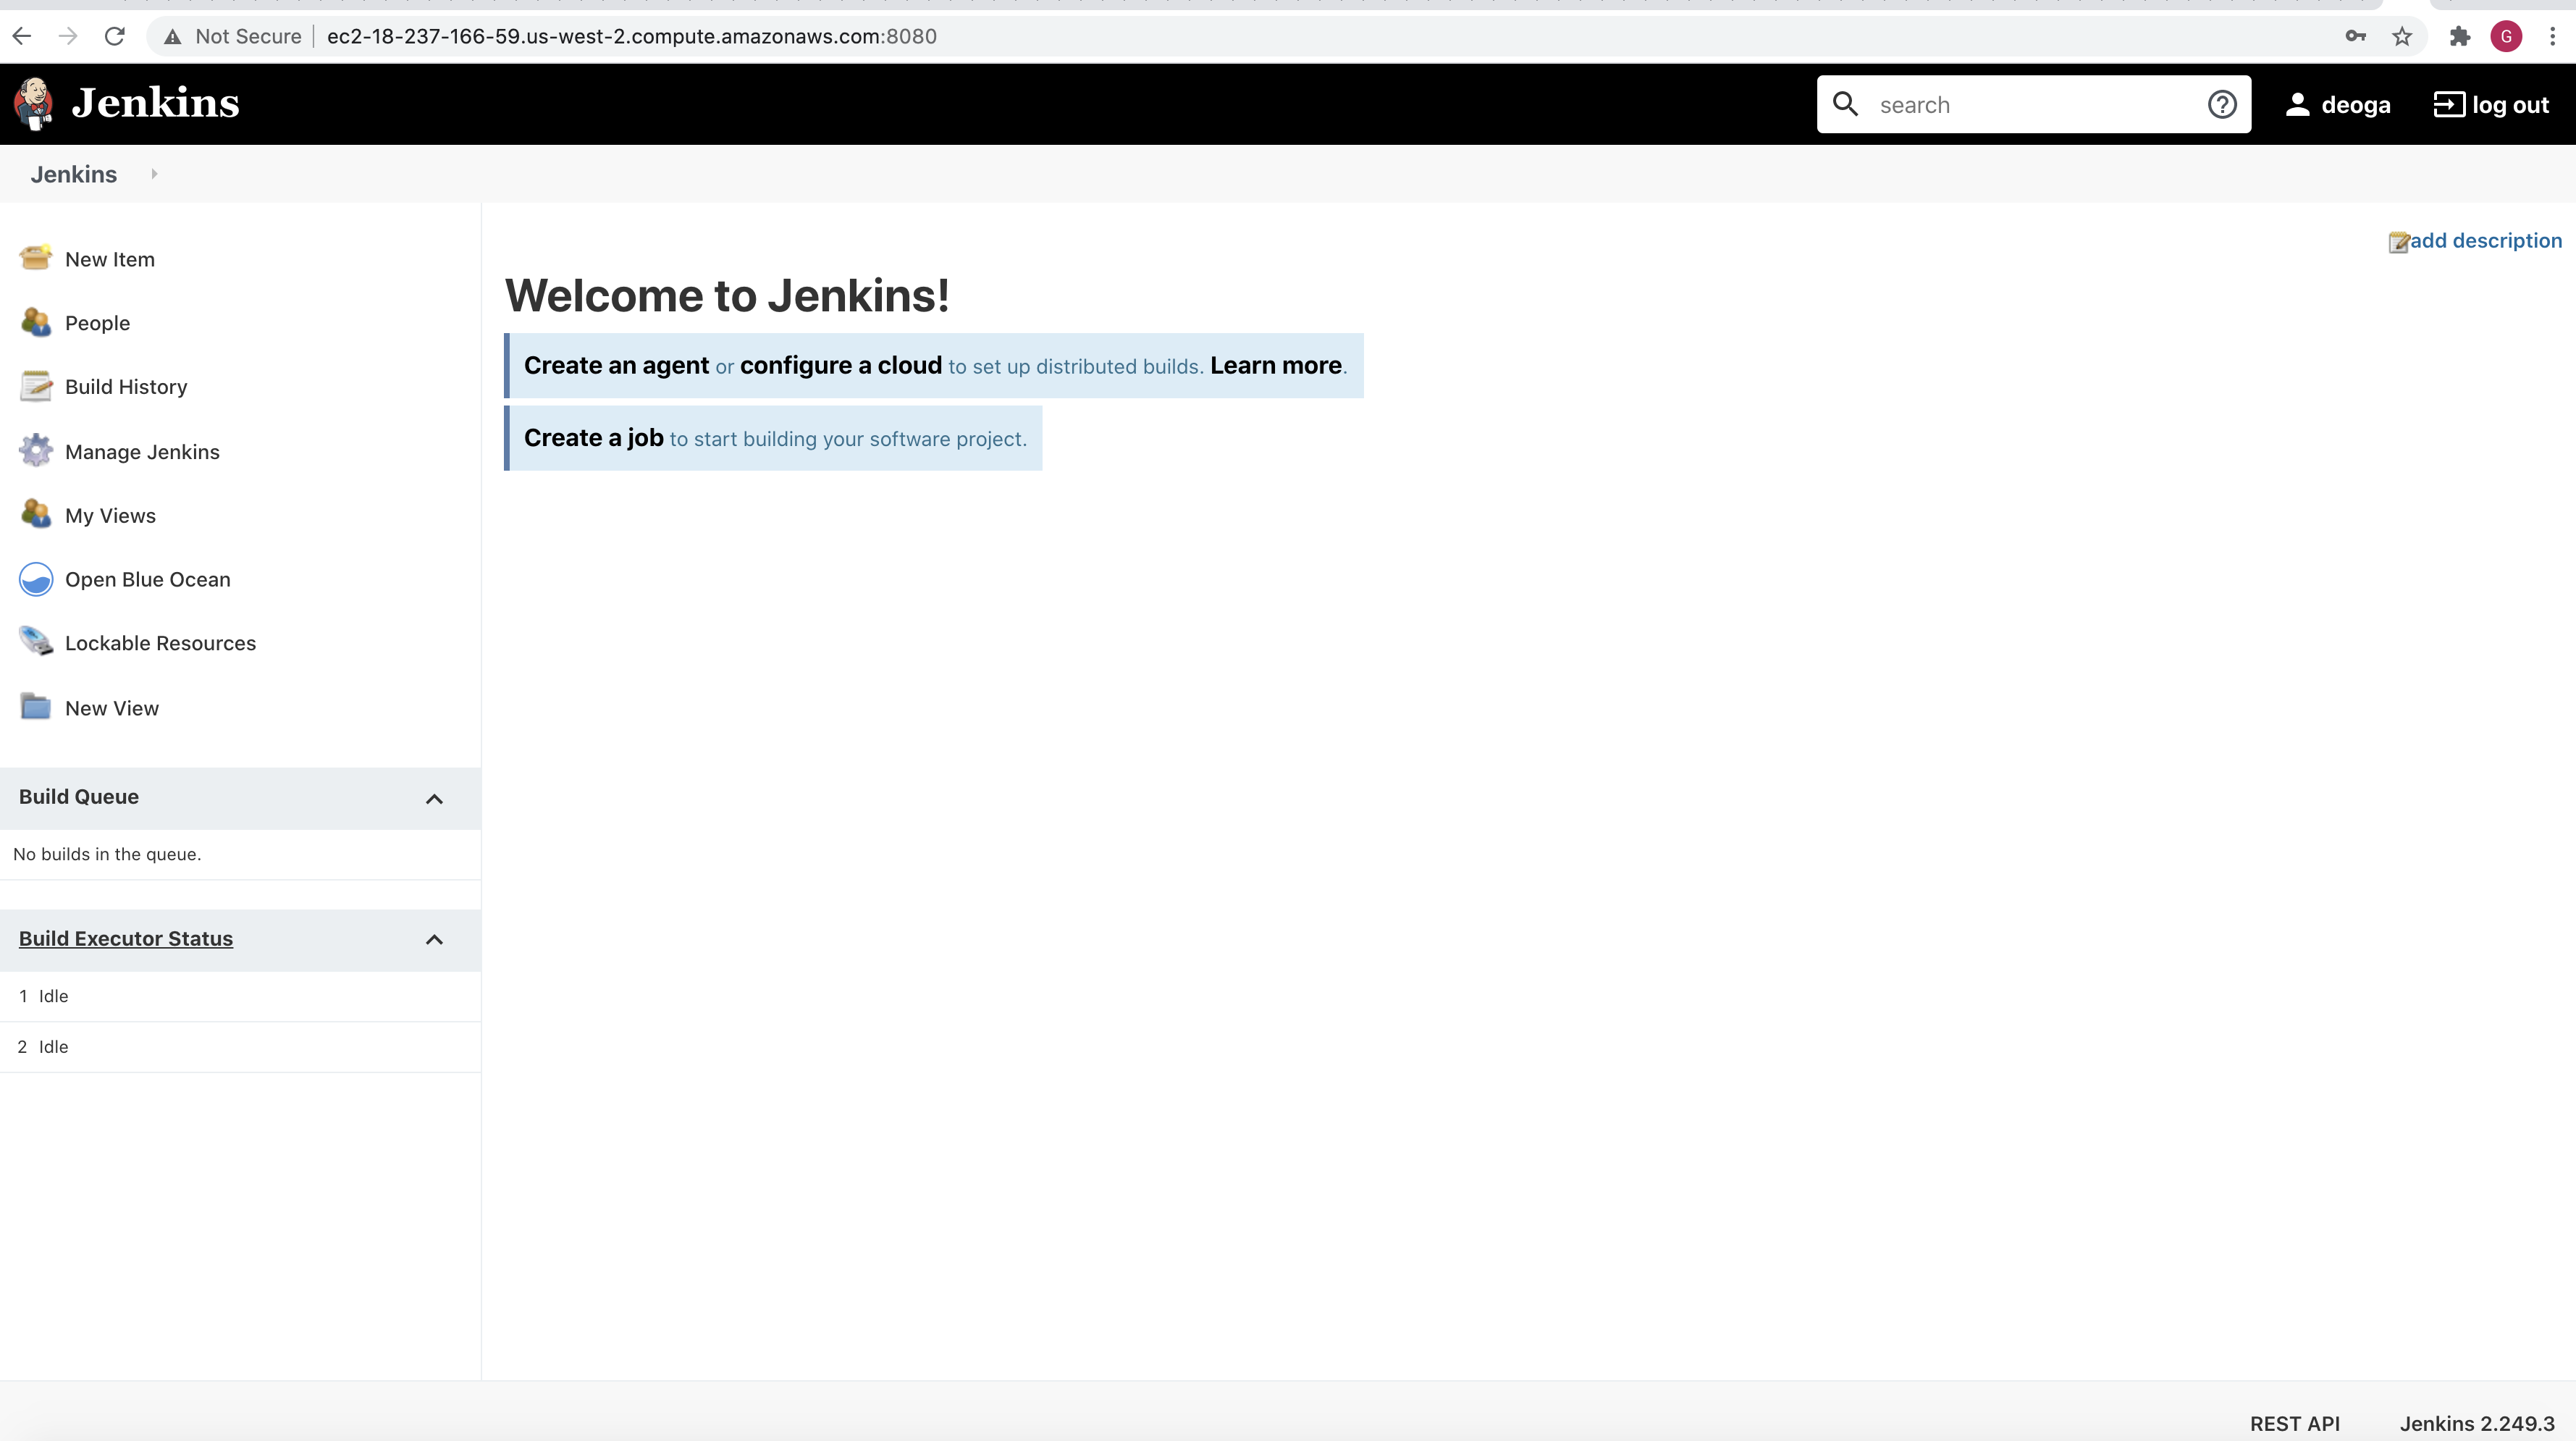 Not Secure ec2-18-237-166-59.us-west-2.compute.amazonaws.com:8080
G
Jenkins
search
deoga
log out
Jenkins
add description
New Item
People
Build History
Manage Jenkins
My Views
Open Blue Ocean
Lockable Resources
New View
Welcome to Jenkins!
Create an agent or configure a cloud to set up distributed builds. Learn more.
Create a job to start building your software project.
Build Queue
No builds in the queue.
Build Executor Status
1 Idle
2 Idle
REST API
Jenkins 2.249.3